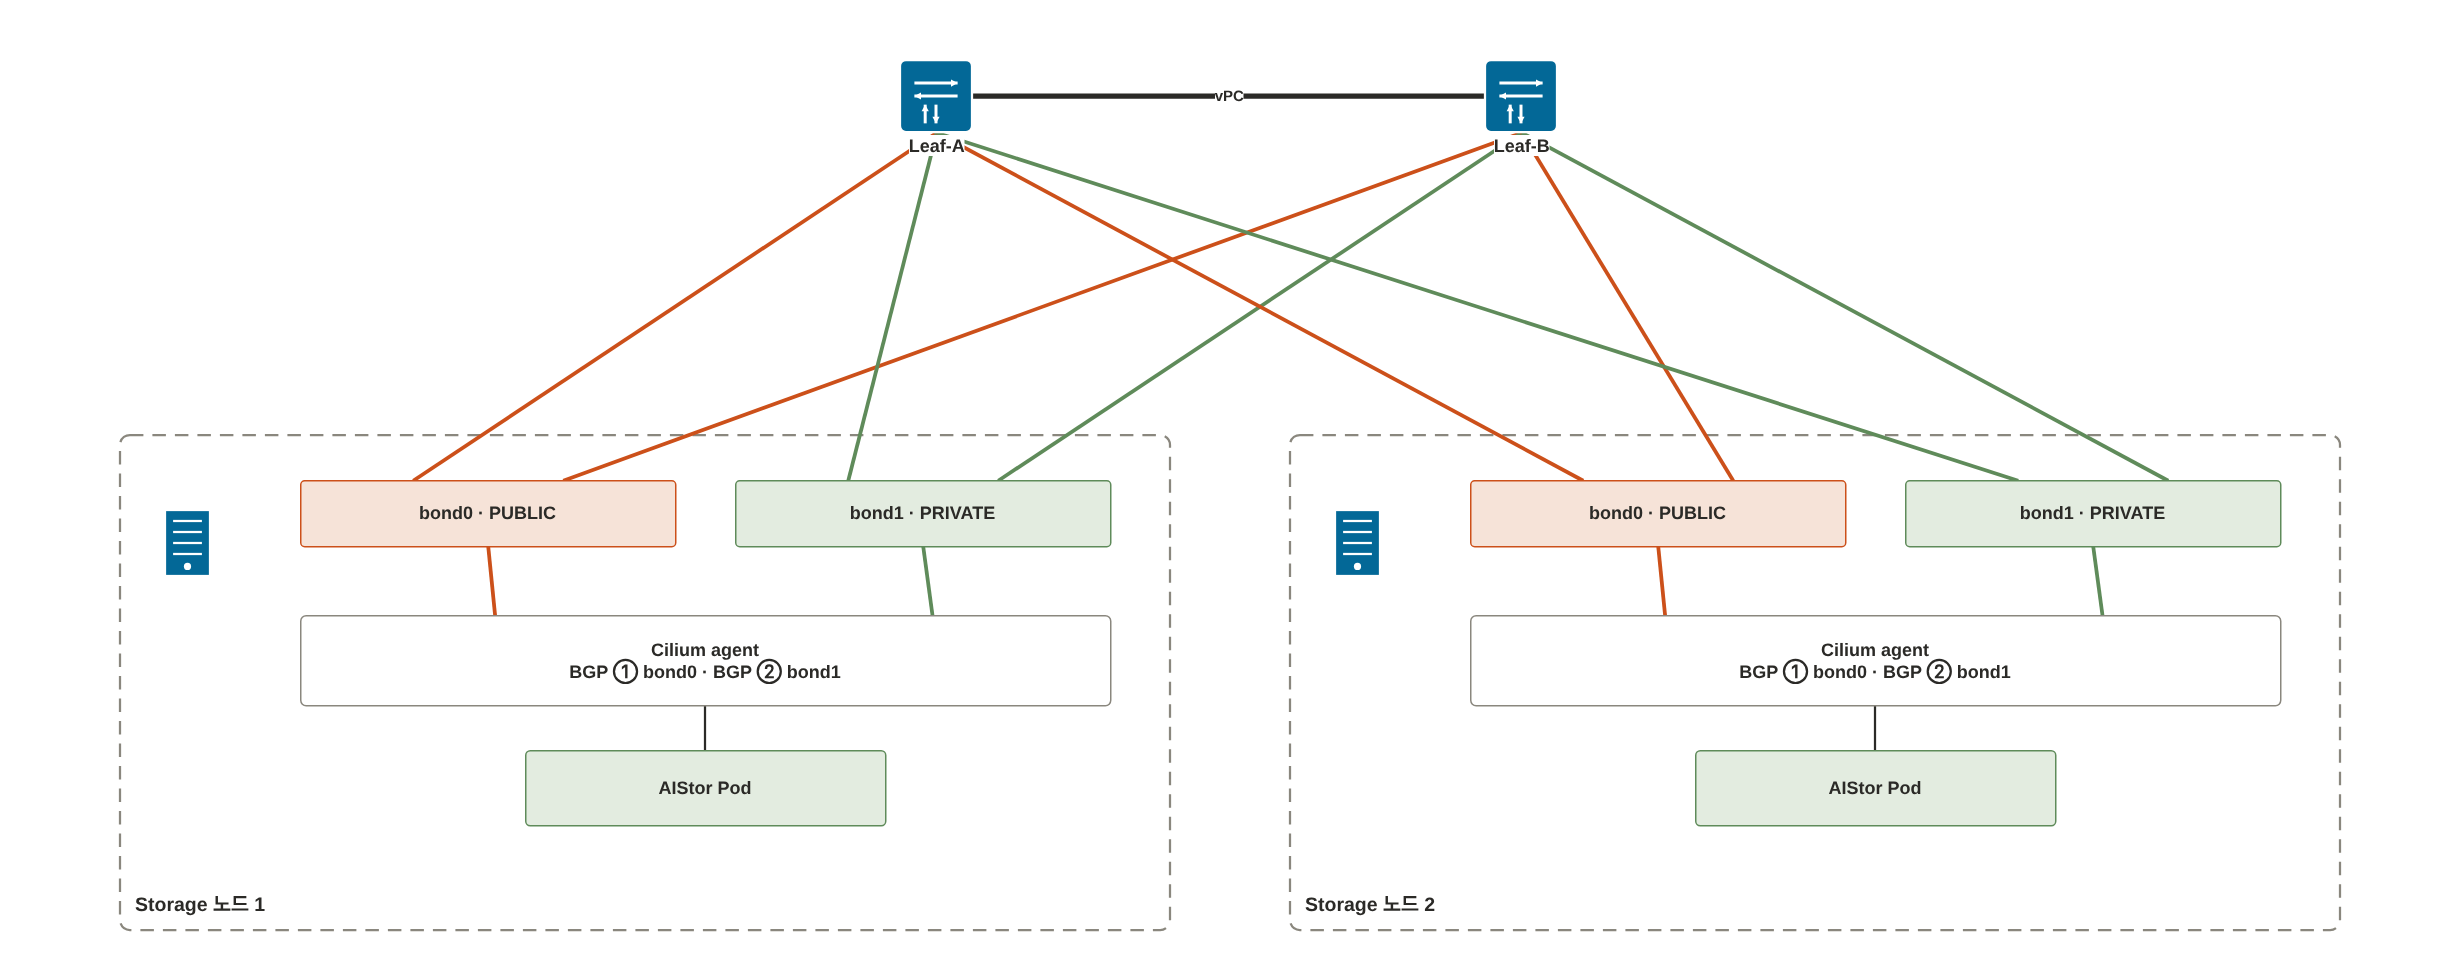 vPC
Leaf-A
Leaf-B
bond0 · PUBLIC
bond1 · PRIVATE
bond0 · PUBLIC
bond1 · PRIVATE
Cilium agent
BGP ① bond0 · BGP ② bond1
Cilium agent
BGP ① bond0 · BGP ② bond1
AIStor Pod
AIStor Pod
Storage 노드 1
Storage 노드 2